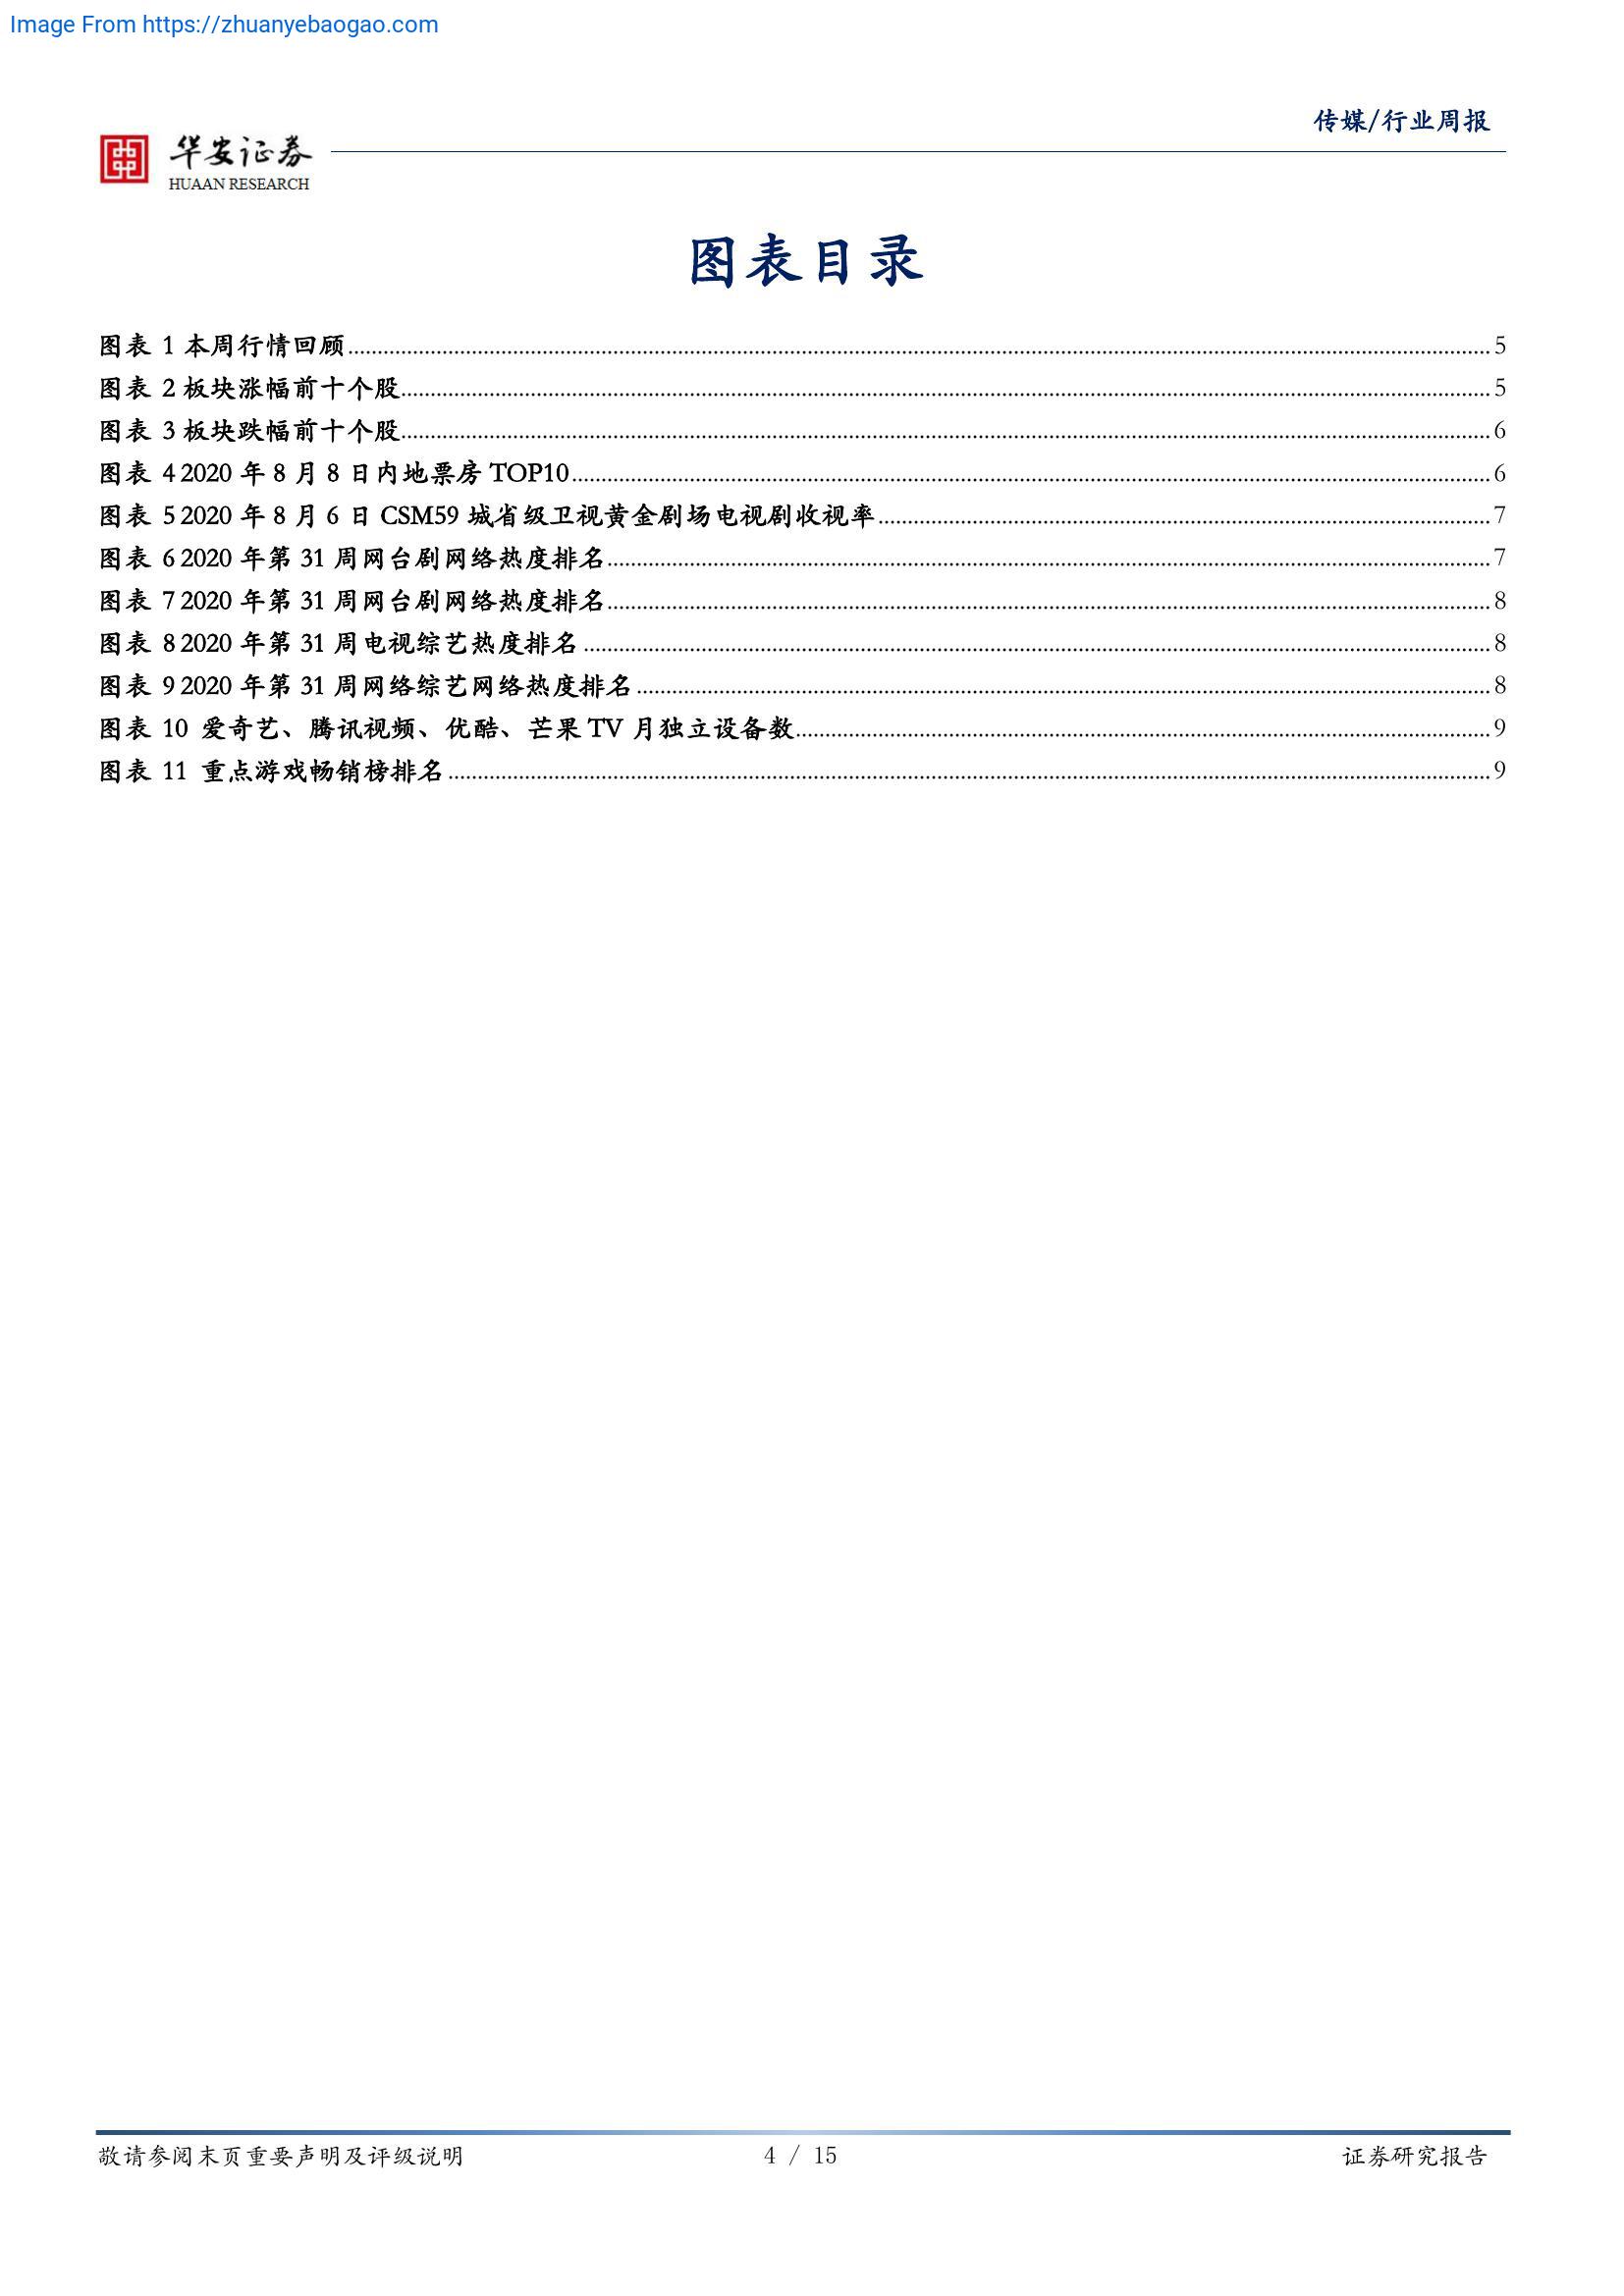 Image From https://zhuanyebaogao.com
传媒/行业周报
华安证券
HUAAN RESEARCH
图表目录
图表 1 本周行情回顾 5
图表 2 板块涨幅前十个股 5
图表 3 板块跌幅前十个股 6
图表 4 2020 年 8 月 8 日内地票房 TOP10 6
图表 5 2020 年 8 月 6 日 CSM59 城省级卫视黄金剧场电视剧收视率 7
图表 6 2020 年第 31 周网台剧网络热度排名 7
图表 7 2020 年第 31 周网台剧网络热度排名 8
图表 8 2020 年第 31 周电视综艺热度排名 8
图表 9 2020 年第 31 周网络综艺网络热度排名 8
图表 10 爱奇艺、腾讯视频、优酷、芒果 TV 月独立设备数 9
图表 11 重点游戏畅销榜排名 9
敬请参阅末页重要声明及评级说明 4 / 15 证券研究报告